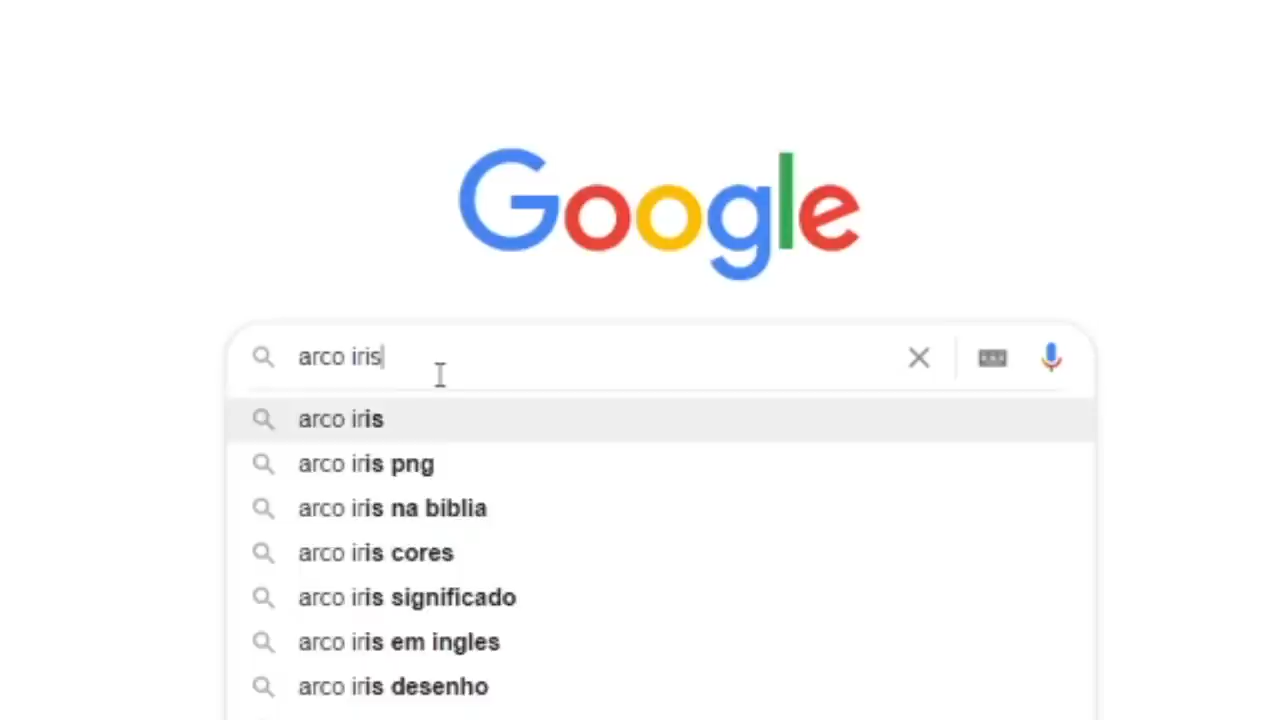 Google
arco iris
arco iris
arco iris png
arco iris na biblia
arco iris cores
arco iris significado
arco iris em ingles
arco iris desenho